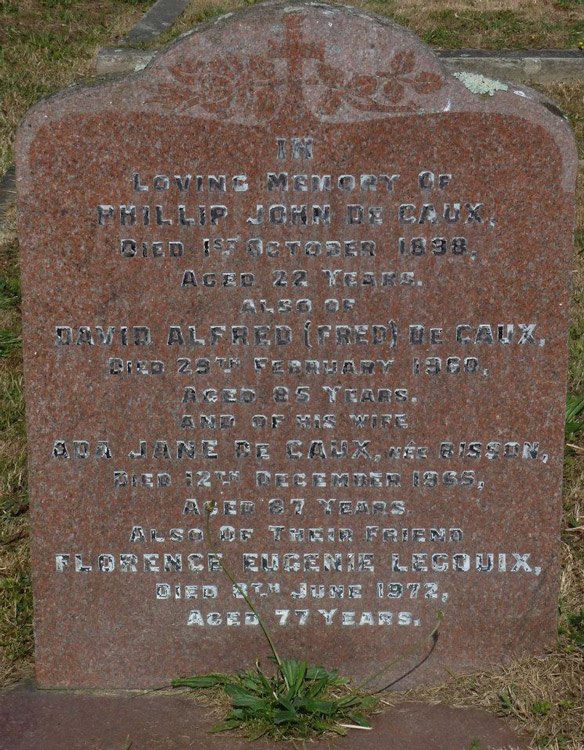 IN
LOVING MEMORY OF
PHILLIP JOHN DE CAUX,
DIED 1ST OCTOBER 1898,
AGED 22 YEARS.
ALSO OF
DAVID ALFRED (FRED) DE CAUX,
DIED 29TH FEBRUARY 1960,
AGED 85 YEARS.
AND OF HIS WIFE
ADA JANE DE CAUX, NÉE BISSON,
DIED 12TH DECEMBER 1965,
AGED 87 YEARS.
ALSO OF THEIR FRIEND
FLORENCE EUGENIE LECOUIX,
DIED JUNE 1972,
AGED 77 YEARS.